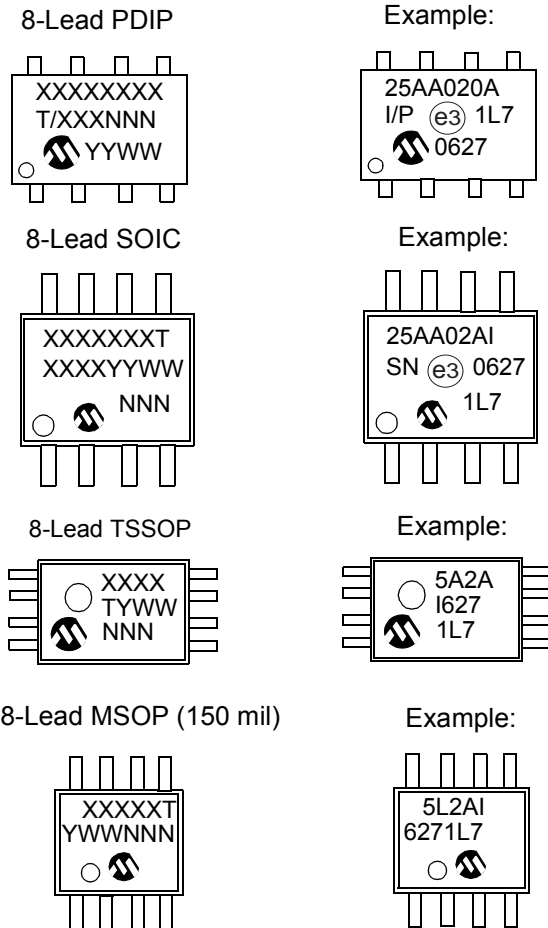 8-Lead PDIP
Example:
XXXXXXXX
T/XXXNNN
YYWW
25AA020A
I/P e3 1L7
0627
8-Lead SOIC
Example:
XXXXXXXT
XXXXYYWW
NNN
25AA02AI
SN e3 0627
1L7
8-Lead TSSOP
Example:
XXXX
TYWW
NNN
5A2A
I627
1L7
8-Lead MSOP (150 mil)
Example:
XXXXXT
YWWNNN
5L2AI
6271L7